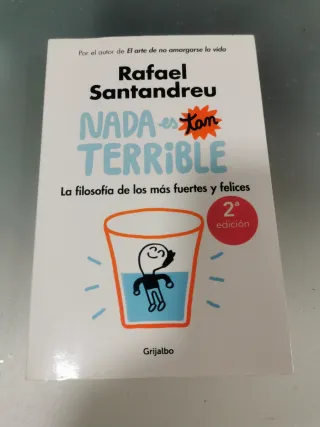 Por el autor de El arte de no amargarse la vida
Rafael
Santandreu
NADA es tan
TERRIBLE
La filosofía de los más fuertes y felices
2ª
edición
Grijalbo